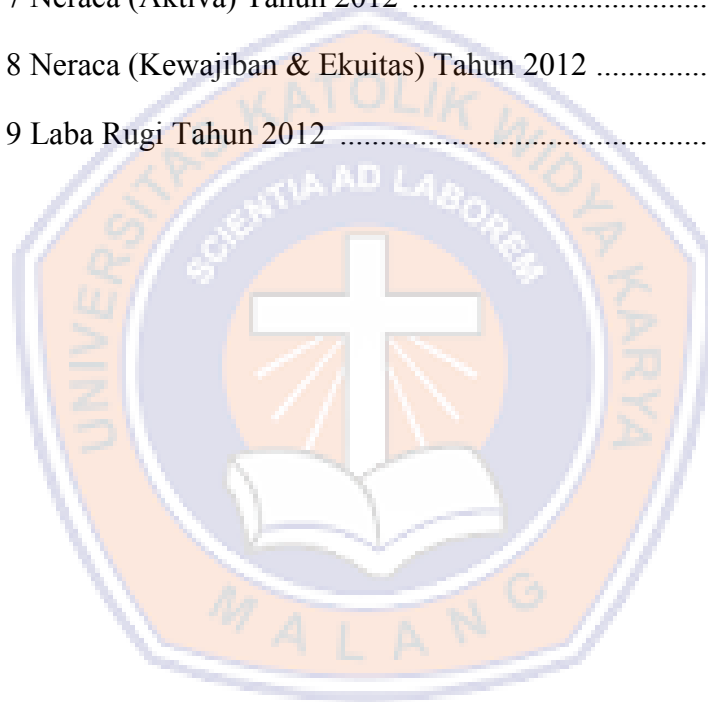 7 Neraca (Aktiva) Tahun 2012 ..........................................
8 Neraca (Kewajiban & Ekuitas) Tahun 2012 ...............
9 Laba Rugi Tahun 2012 ...................................................
UNIVERSITAS KATOLIK WIDYA KARYA
SCIENTIA AD LABOREM
MALANG